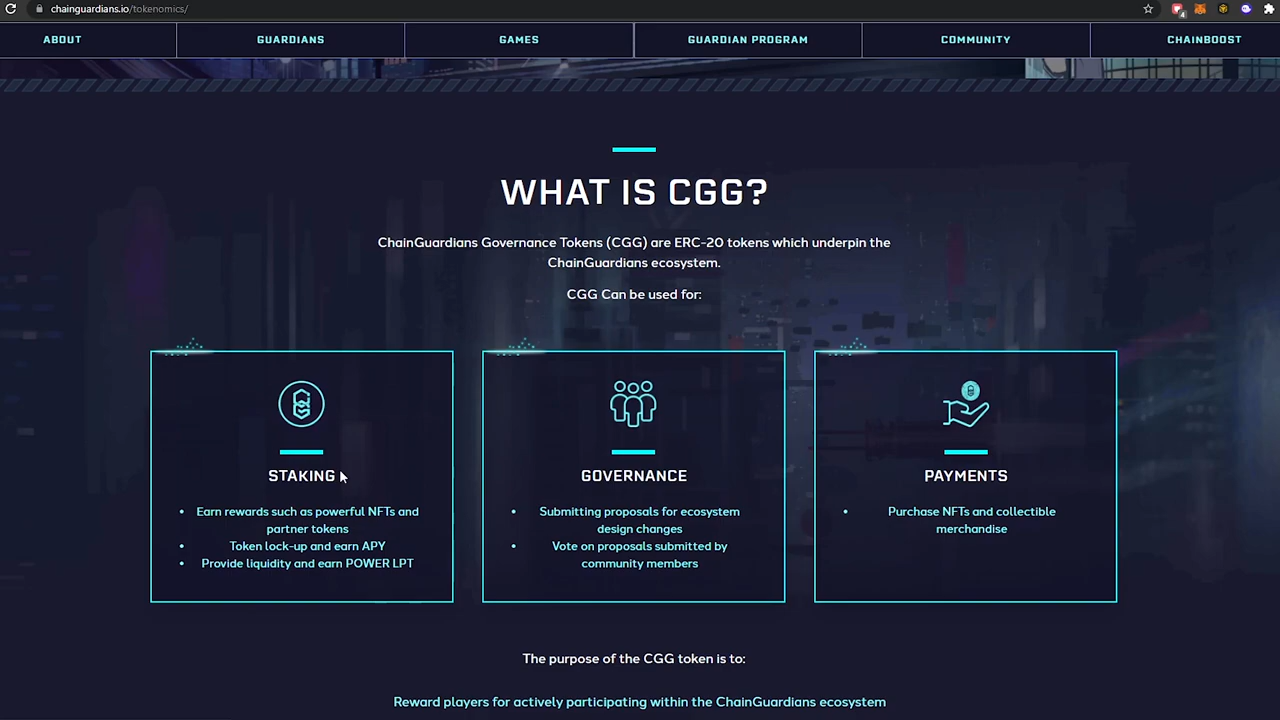 chainguardians.io/tokenomics/
4
ABOUT
GUARDIANS
GAMES
GUARDIAN PROGRAM
COMMUNITY
CHAINBOOST
WHAT IS CGG?
ChainGuardians Governance Tokens (CGG) are ERC-20 tokens which underpin the
ChainGuardians ecosystem.
CGG Can be used for:
STAKING
• Earn rewards such as powerful NFTs and
partner tokens
• Token lock-up and earn APY
• Provide liquidity and earn POWER LPT
GOVERNANCE
• Submitting proposals for ecosystem
design changes
• Vote on proposals submitted by
community members
PAYMENTS
• Purchase NFTs and collectible
merchandise
The purpose of the CGG token is to:
Reward players for actively participating within the ChainGuardians ecosystem